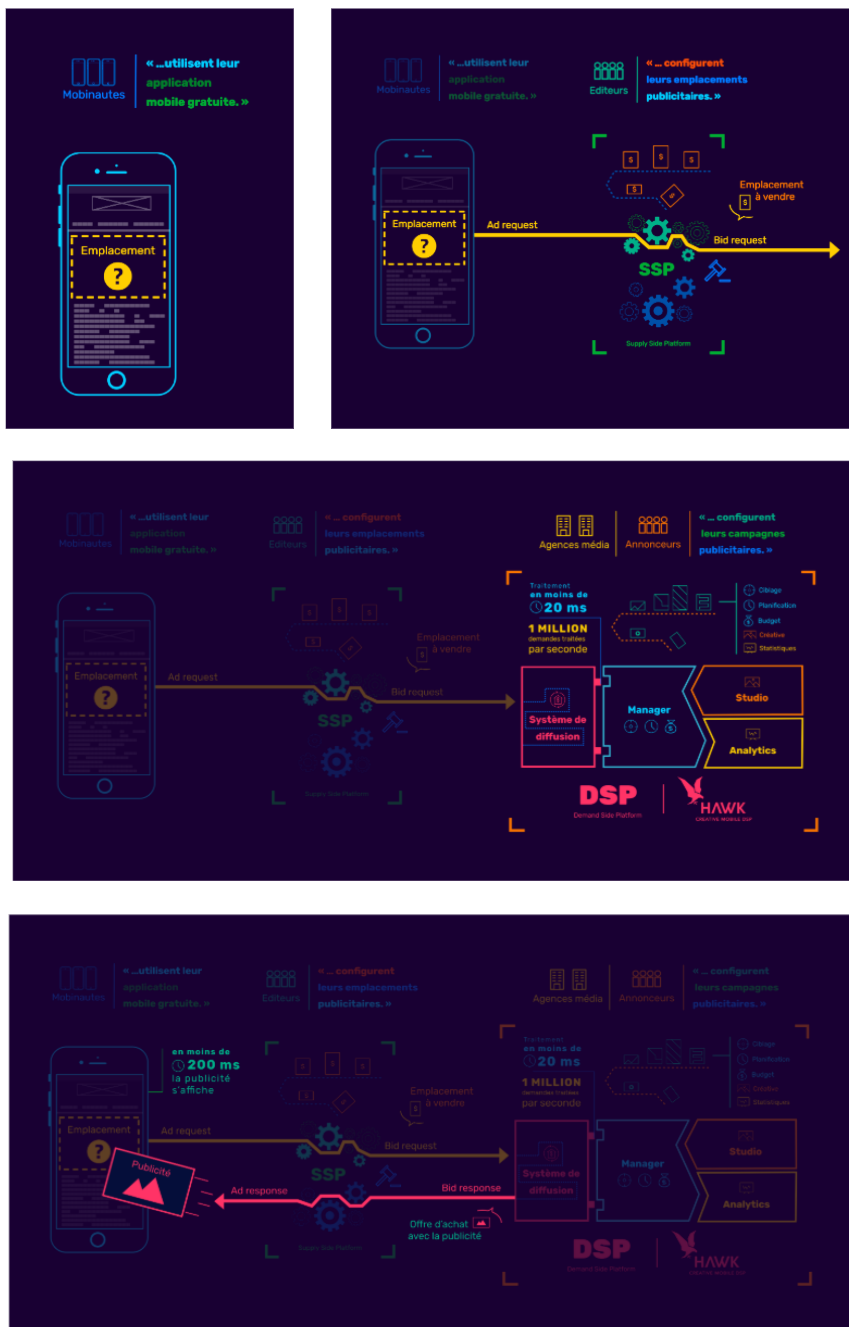 Mobinautes
« ...utilisent leur
application
mobile gratuite. »
Emplacement
?
Mobinautes
« ...utilisent leur
application
mobile gratuite. »
Editeurs
« ... configurent
leurs emplacements
publicitaires. »
$ $ $
$ $
Emplacement
à vendre
$
Emplacement
?
Ad request
Bid request
SSP
Supply Side Platform
Mobinautes
« ...utilisent leur
application
mobile gratuite. »
Editeurs
« ... configurent
leurs emplacements
publicitaires. »
Agences média
Annonceurs
« ... configurent
leurs campagnes
publicitaires. »
Traitement
en moins de
20 ms
1 MILLION
demandes traitées
par seconde
Ciblage
Planification
Budget
Créative
Statistiques
$ $ $
$ $
Emplacement
à vendre
$
Emplacement
?
Ad request
Bid request
SSP
Supply Side Platform
Système de
diffusion
Manager
$
Studio
Analytics
DSP
Demand Side Platform
HAWK
CREATIVE MOBILE DSP
Mobinautes
« ...utilisent leur
application
mobile gratuite. »
Editeurs
« ... configurent
leurs emplacements
publicitaires. »
Agences média
Annonceurs
« ... configurent
leurs campagnes
publicitaires. »
en moins de
200 ms
la publicité
s'affiche
Traitement
en moins de
20 ms
1 MILLION
demandes traitées
par seconde
Ciblage
Planification
Budget
Créative
Statistiques
$ $ $
$ $
Emplacement
à vendre
$
Emplacement
?
Ad request
Bid request
SSP
Publicité
Ad response
Bid response
Offre d'achat
avec la publicité
Supply Side Platform
Système de
diffusion
Manager
$
Studio
Analytics
DSP
Demand Side Platform
HAWK
CREATIVE MOBILE DSP